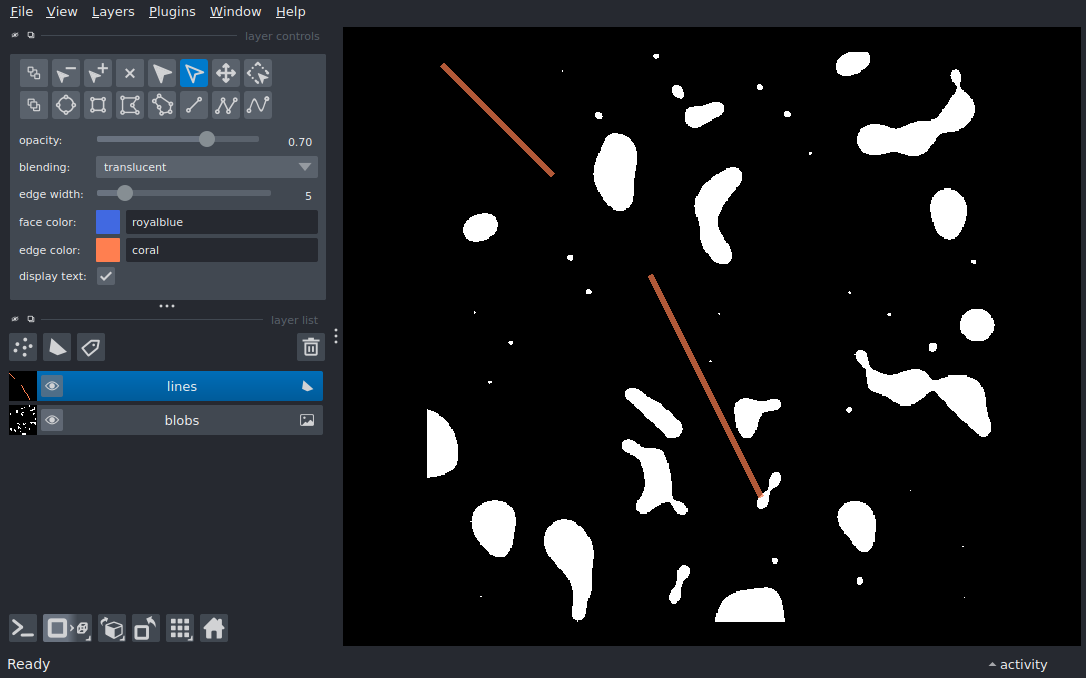 File View Layers Plugins Window Help
layer controls
opacity: 0.70
blending: translucent
edge width: 5
face color: royalblue
edge color: coral
display text:
layer list
lines
blobs
Ready
activity